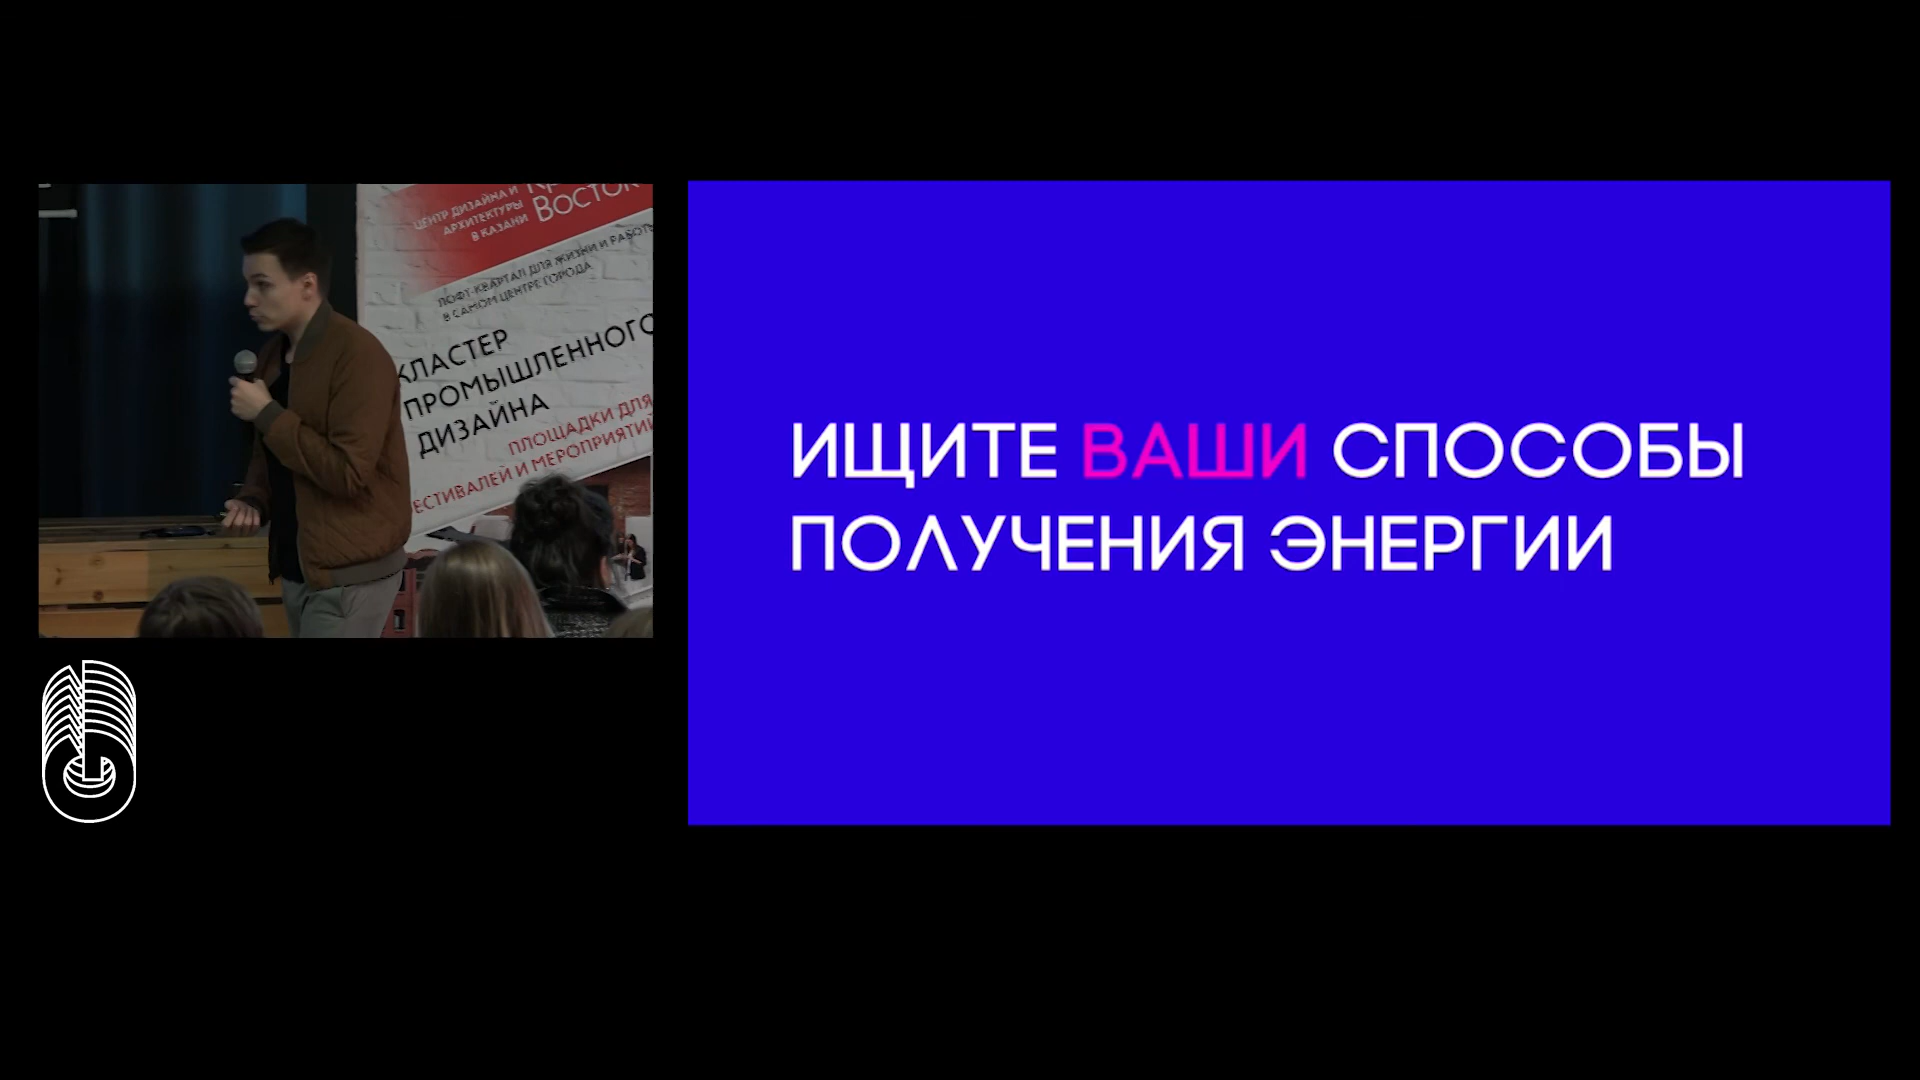 ЦЕНТР ДИЗАЙНА И
АРХИТЕКТУРЫ
В КАЗАНИ
ВОСТОК
ЛОФТ-КВАРТАЛ ДЛЯ ЖИЗНИ И РАБОТЫ
В САМОМ ЦЕНТРЕ ГОРОДА
КЛАСТЕР
ПРОМЫШЛЕННОГО
ДИЗАЙНА
ПЛОЩАДКИ ДЛЯ
ЕСТИВАЛЕЙ И МЕРОПРИЯТИЙ
ИЩИТЕ ВАШИ СПОСОБЫ
ПОЛУЧЕНИЯ ЭНЕРГИИ